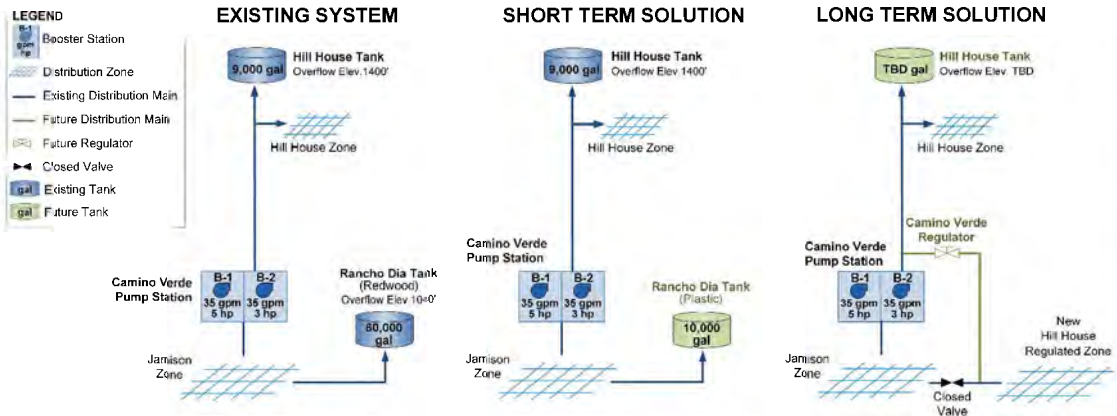 LEGEND
B-1
gpm
hp
Booster Station
Distribution Zone
Existing Distribution Main
Future Distribution Main
Future Regulator
Closed Valve
gal Existing Tank
gal Future Tank
EXISTING SYSTEM
9,000 gal
Hill House Tank
Overflow Elev.1400'
Hill House Zone
Camino Verde
Pump Station
B-1 B-2
35 gpm 35 gpm
5 hp 3 hp
Rancho Dia Tank
(Redwood)
Overflow Elev 1040'
gal
Jamison
Zone
SHORT TERM SOLUTION
9,000 gal
Hill House Tank
Overflow Elev.1400'
Hill House Zone
Camino Verde
Pump Station
B-1 B-2
35 gpm 35 gpm
5 hp 3 hp
Rancho Dia Tank
(Plastic)
10,000
gal
Jamison
Zone
LONG TERM SOLUTION
TBD gal
Hill House Tank
Overflow Elev. TBD
Hill House Zone
Camino Verde
Regulator
Camino Verde
Pump Station
B-1 B-2
35 gpm 35 gpm
5 hp 3 hp
New
Hill House
Regulated Zone
Jamison
Zone
Closed
Valve